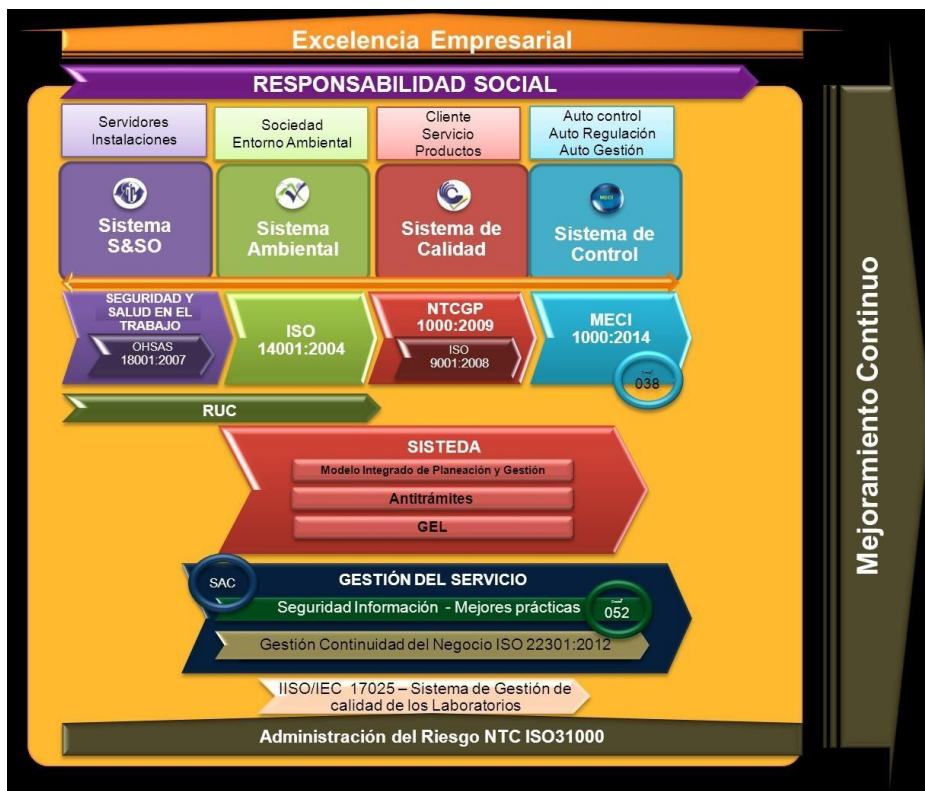 Excelencia Empresarial
RESPONSABILIDAD SOCIAL
Servidores
Instalaciones
Sociedad
Entorno Ambiental
Cliente
Servicio
Productos
Auto control
Auto Regulación
Auto Gestión
Sistema
S&SO
Sistema
Ambiental
Sistema de
Calidad
MECI
Sistema de
Control
SEGURIDAD Y
SALUD EN EL
TRABAJO
OHSAS
18001:2007
ISO
14001:2004
NTCGP
1000:2009
ISO
9001:2008
MECI
1000:2014
038
RUC
SISTEDA
Modelo Integrado de Planeación y Gestión
Antitrámites
GEL
SAC
GESTIÓN DEL SERVICIO
Seguridad Información - Mejores prácticas
052
Gestión Continuidad del Negocio ISO 22301:2012
IISO/IEC 17025 – Sistema de Gestión de
calidad de los Laboratorios
Administración del Riesgo NTC ISO31000
Mejoramiento Continuo